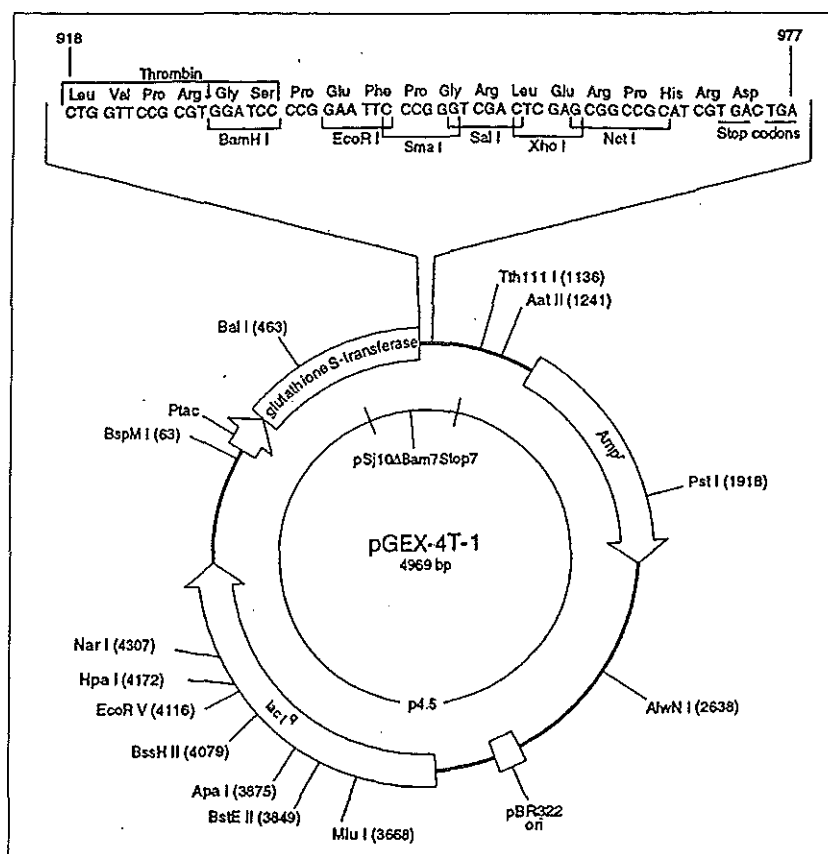 918 977
Thrombin
Leu Val Pro Arg Gly Ser Pro Glu Phe Pro Gly Arg Leu Glu Arg Pro His Arg Asp
CTG GTT CCG CGT GGA TCC CCG GAA TTC CCG GGT CGA CTC GAG CGG CCG CAT CGT GAC TGA
BamH I EcoR I Sma I Sal I Xho I Not I Stop codons
Tth111 I (1136)
Aat II (1241)
Bal I (463)
glutathione S-transferase
Ptac
BspM I (63)
pSj10ΔBam7Stop7
Ampr
Pst I (1918)
pGEX-4T-1
4969 bp
Nar I (4307)
Hpa I (4172)
EcoR V (4116)
BssH II (4079)
Apa I (3875)
BstE II (3849)
Mlu I (3668)
lac I q
p4.5
AlwN I (2638)
pBR322
ori